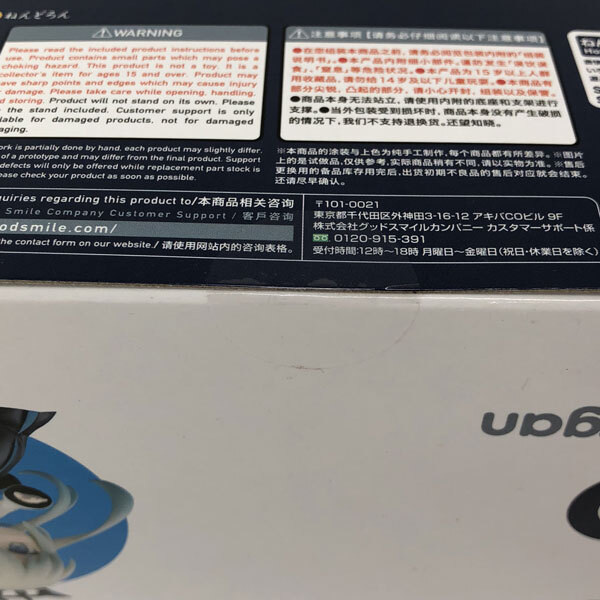 ねんどろん
⚠WARNING
Please read the included product instructions before
use. Product contains small parts which may pose a
choking hazard. This product is not a toy. It is a
collector's item for ages 15 and over. Product may
have sharp points and edges which may cause injury
or damage. Please take care when opening, handling,
and storing. Product will not stand on its own. Please
the stand included. Customer support is only
ilable for damaged products, not for damaged
aging.
ork is partially done by hand. each product may slightly differ.
of a prototype and may differ from the final product. Support
defects will only be offered while replacement part stock is
ease check your product as soon as possible.
quiries regarding this product to/本商品相关咨询
Smile Company Customer Support / 客戶咨询
odsmile.com/
the contact form on our website./ 请使用网站内的咨询表格。
⚠注意事项【请务必仔细阅读以下注意事项】
●在您组装本商品之前,请务必阅览包装内附的「组装
说明书」。●本产品内附细小部件,谨防发生「误饮误
食」、「窒息」等危险状况。●本产品为15岁以上人群
用收藏品,请勿给14岁及以下儿童玩耍。●商品的
部分尖锐、凸起的部分,请小心开封,组装以及保管。
●商品本身无法站立,请使用内附的底座和支架进行
支撑。●当外包装受到损坏时,商品本身没有产生破损
的情况下,我们不支持退换货。还望知晓。
※本商品的涂装与上色为纯手工制作,每个商品都有所差异。※图片
上的是试做品,仅供参考,实际商品稍有不同,请以实物为准。※售后
更换用的备品库存用完后,出货初期不良品的售后对应就会结束
还请尽早确认。
〒101-0021
東京都千代田区外神田3-16-12 アキバCOビル 9F
株式会社グッドスマイルカンパニー カスタマーサポート係
0120-915-391
受付時間:12時～18時 月曜日～金曜日(祝日・休業日を除く)
ねん
gan